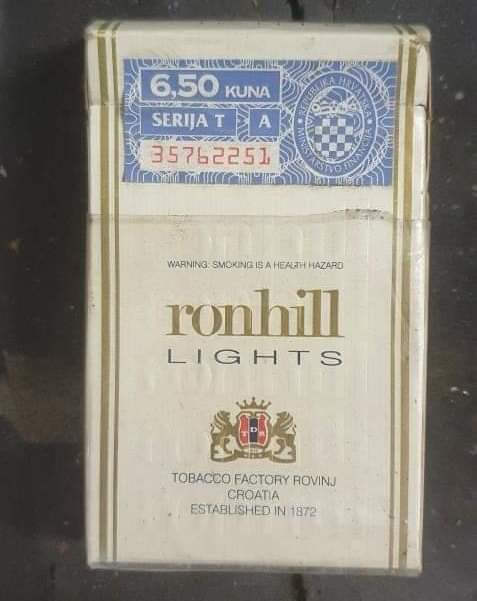 6,50 KUNA
SERIJA T A
35762251
REPUBLIKA HRVATSKA
MINISTARSTVO FINANCIJA
WARNING: SMOKING IS A HEALTH HAZARD
ronhill
LIGHTS
TDR
TOBACCO FACTORY ROVINJ
CROATIA
ESTABLISHED IN 1872